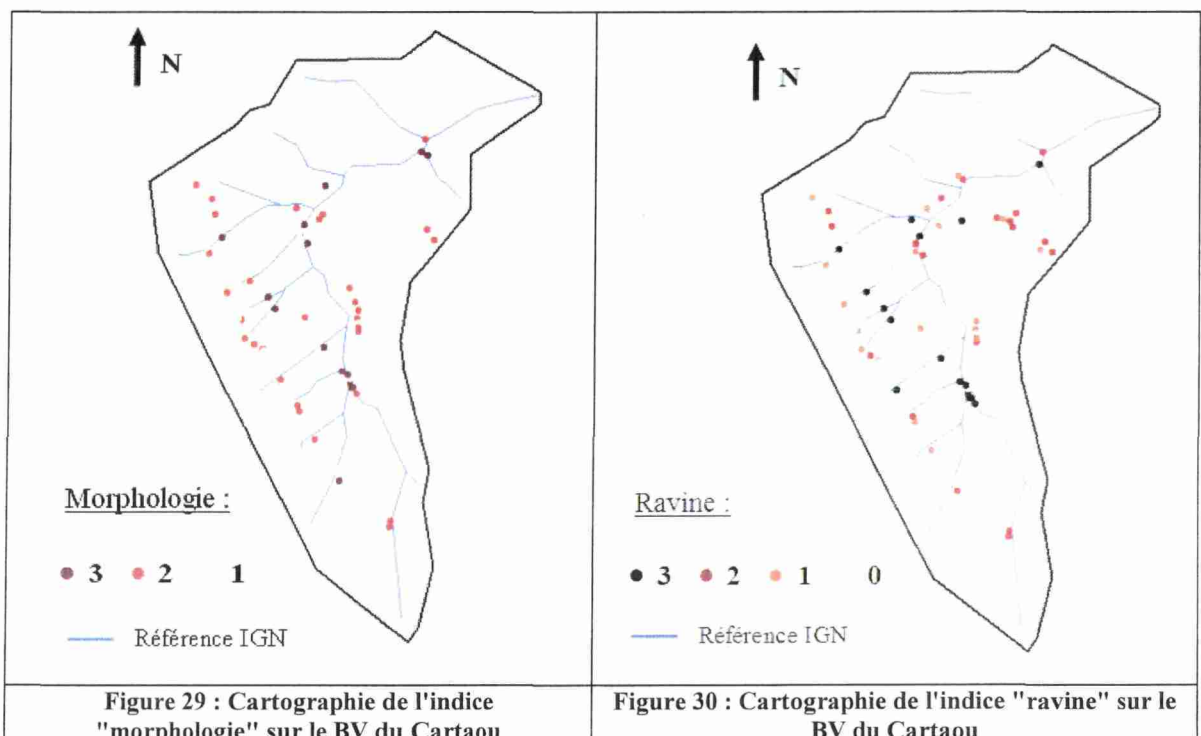 N
Morphologie :
3 2 1
Référence IGN
Figure 29 : Cartographie de l'indice
"morphologie" sur le BV du Cartaou
N
Ravine :
3 2 1 0
Référence IGN
Figure 30 : Cartographie de l'indice "ravine" sur le
BV du Cartaou